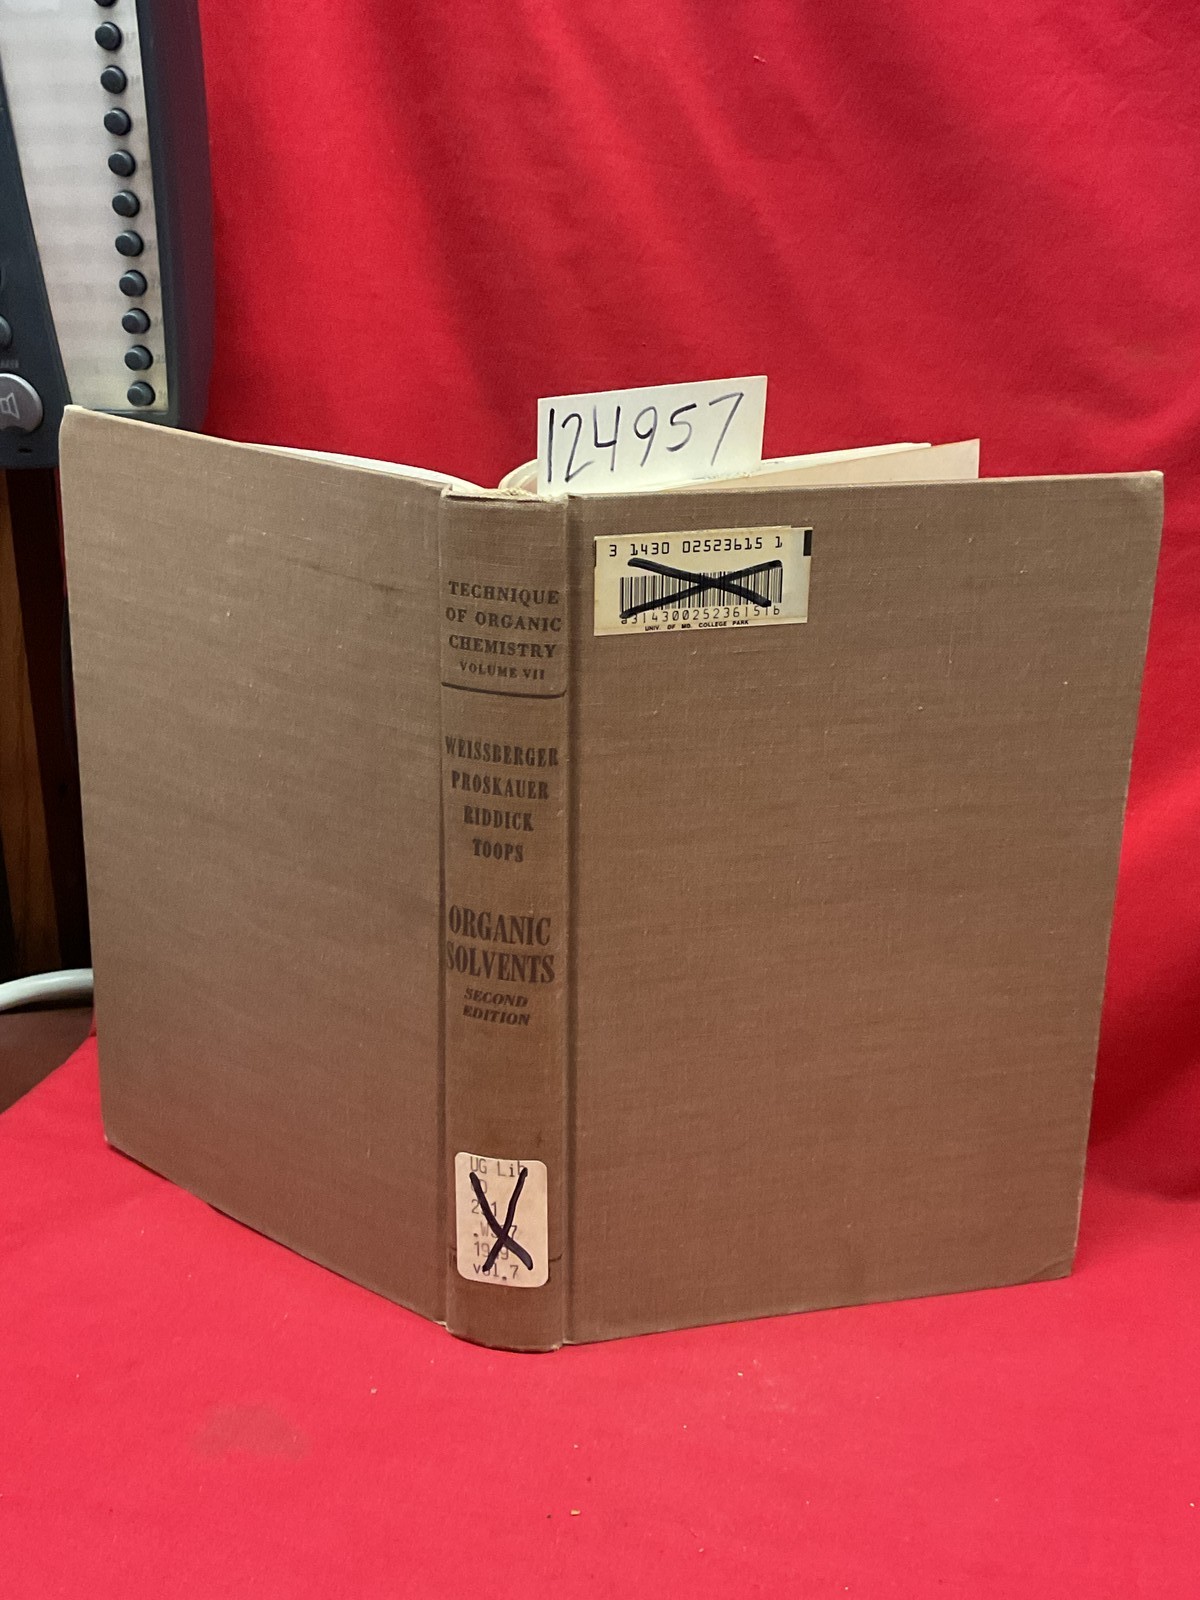 124957
3 1430 02523615 1
a31430025236151b
UNIV. OF MD. COLLEGE PARK
TECHNIQUE
OF ORGANIC
CHEMISTRY
VOLUME VII
WEISSBERGER
PROSKAUER
RIDDICK
TOOPS
ORGANIC
SOLVENTS
SECOND
EDITION
UG Lib
vol.7